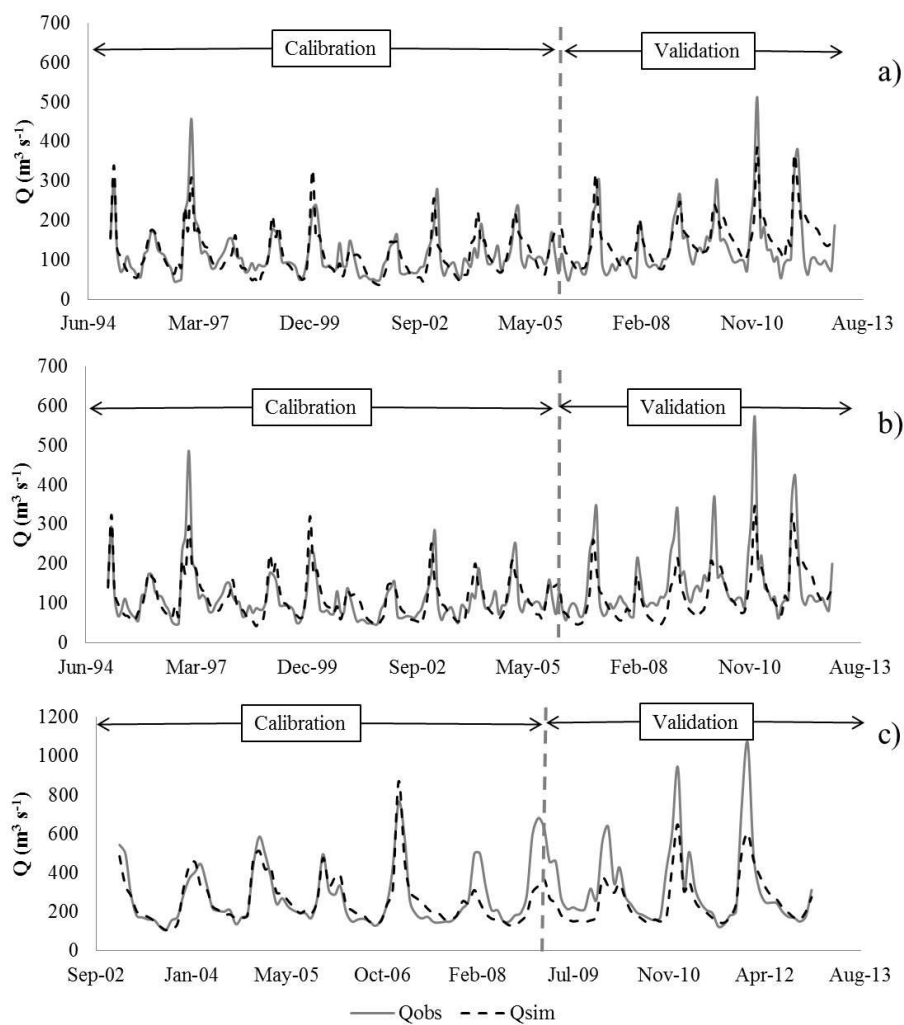 700
Calibration
Validation
a)
600
500
400
300
200
100
0
Q (m³ s⁻¹)
Jun-94 Mar-97 Dec-99 Sep-02 May-05 Feb-08 Nov-10 Aug-13
700
Calibration
Validation
b)
600
500
400
300
200
100
0
Q (m³ s⁻¹)
Jun-94 Mar-97 Dec-99 Sep-02 May-05 Feb-08 Nov-10 Aug-13
1200
Calibration
Validation
c)
1000
800
600
400
200
0
Q (m³ s⁻¹)
Sep-02 Jan-04 May-05 Oct-06 Feb-08 Jul-09 Nov-10 Apr-12 Aug-13
Qobs Qsim